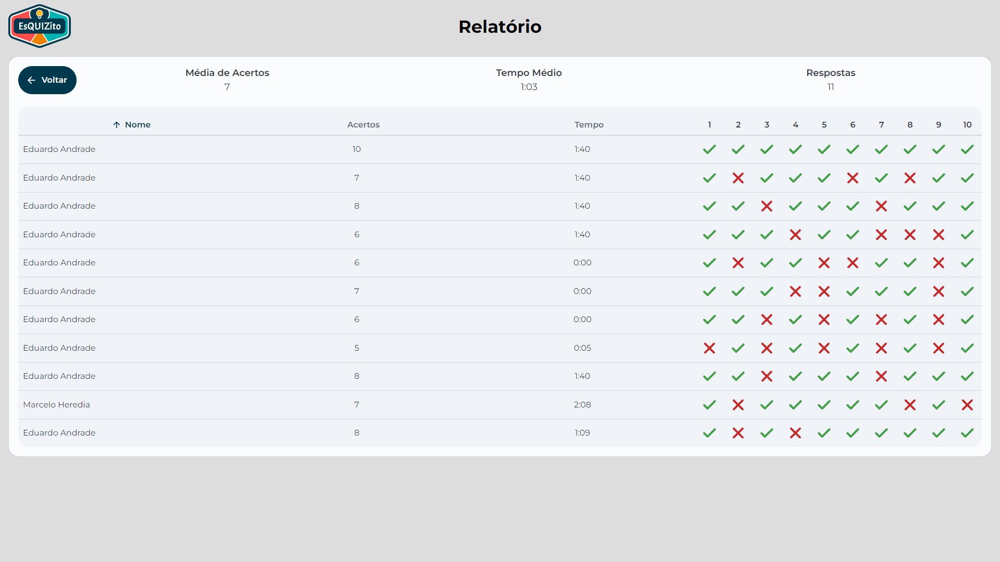 EsQUIZito
Relatório
Voltar
Média de Acertos
7
Tempo Médio
1:03
Respostas
11
Nome Acertos Tempo 1 2 3 4 5 6 7 8 9 10
Eduardo Andrade 10 1:40
Eduardo Andrade 7 1:40
Eduardo Andrade 8 1:40
Eduardo Andrade 6 1:40
Eduardo Andrade 6 0:00
Eduardo Andrade 7 0:00
Eduardo Andrade 6 0:00
Eduardo Andrade 5 0:05
Eduardo Andrade 8 1:40
Marcelo Heredia 7 2:08
Eduardo Andrade 8 1:09